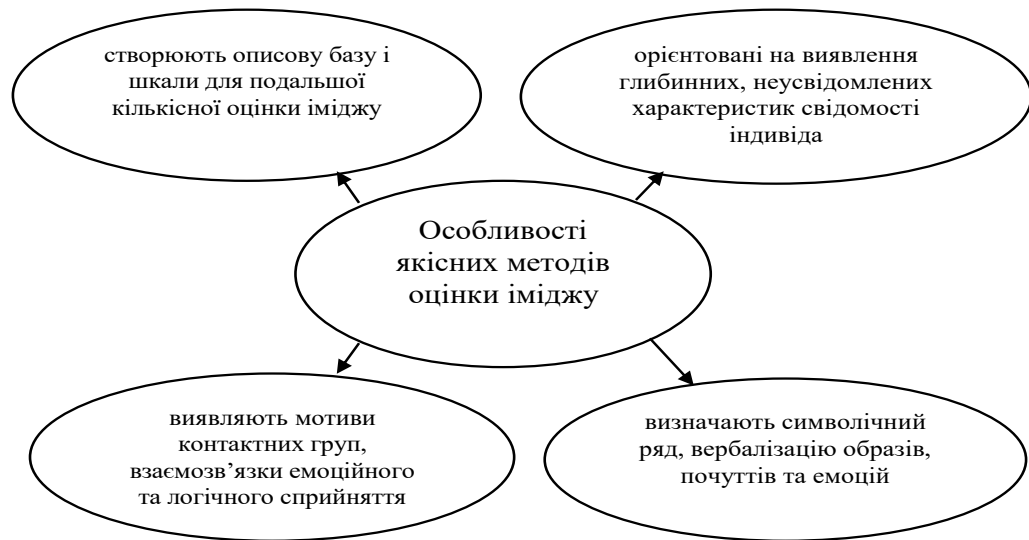 створюють описову базу і
шкали для подальшої
кількісної оцінки іміджу
орієнтовані на виявлення
глибинних, неусвідомлених
характеристик свідомості
індивіда
Особливості
якісних методів
оцінки іміджу
виявляють мотиви
контактних груп,
взаємозв’язки емоційного
та логічного сприйняття
визначають символічний
ряд, вербалізацію образів,
почуттів та емоцій